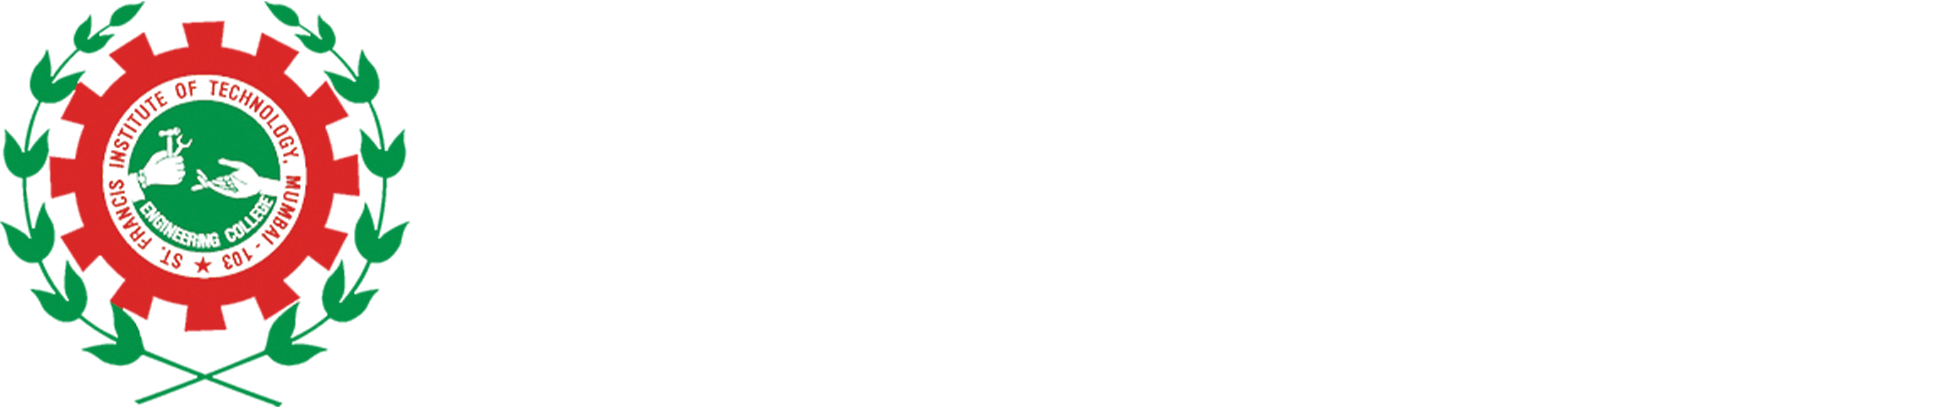 ST. FRANCIS INSTITUTE OF TECHNOLOGY, MUMBAI - 103
ENGINEERING COLLEGE